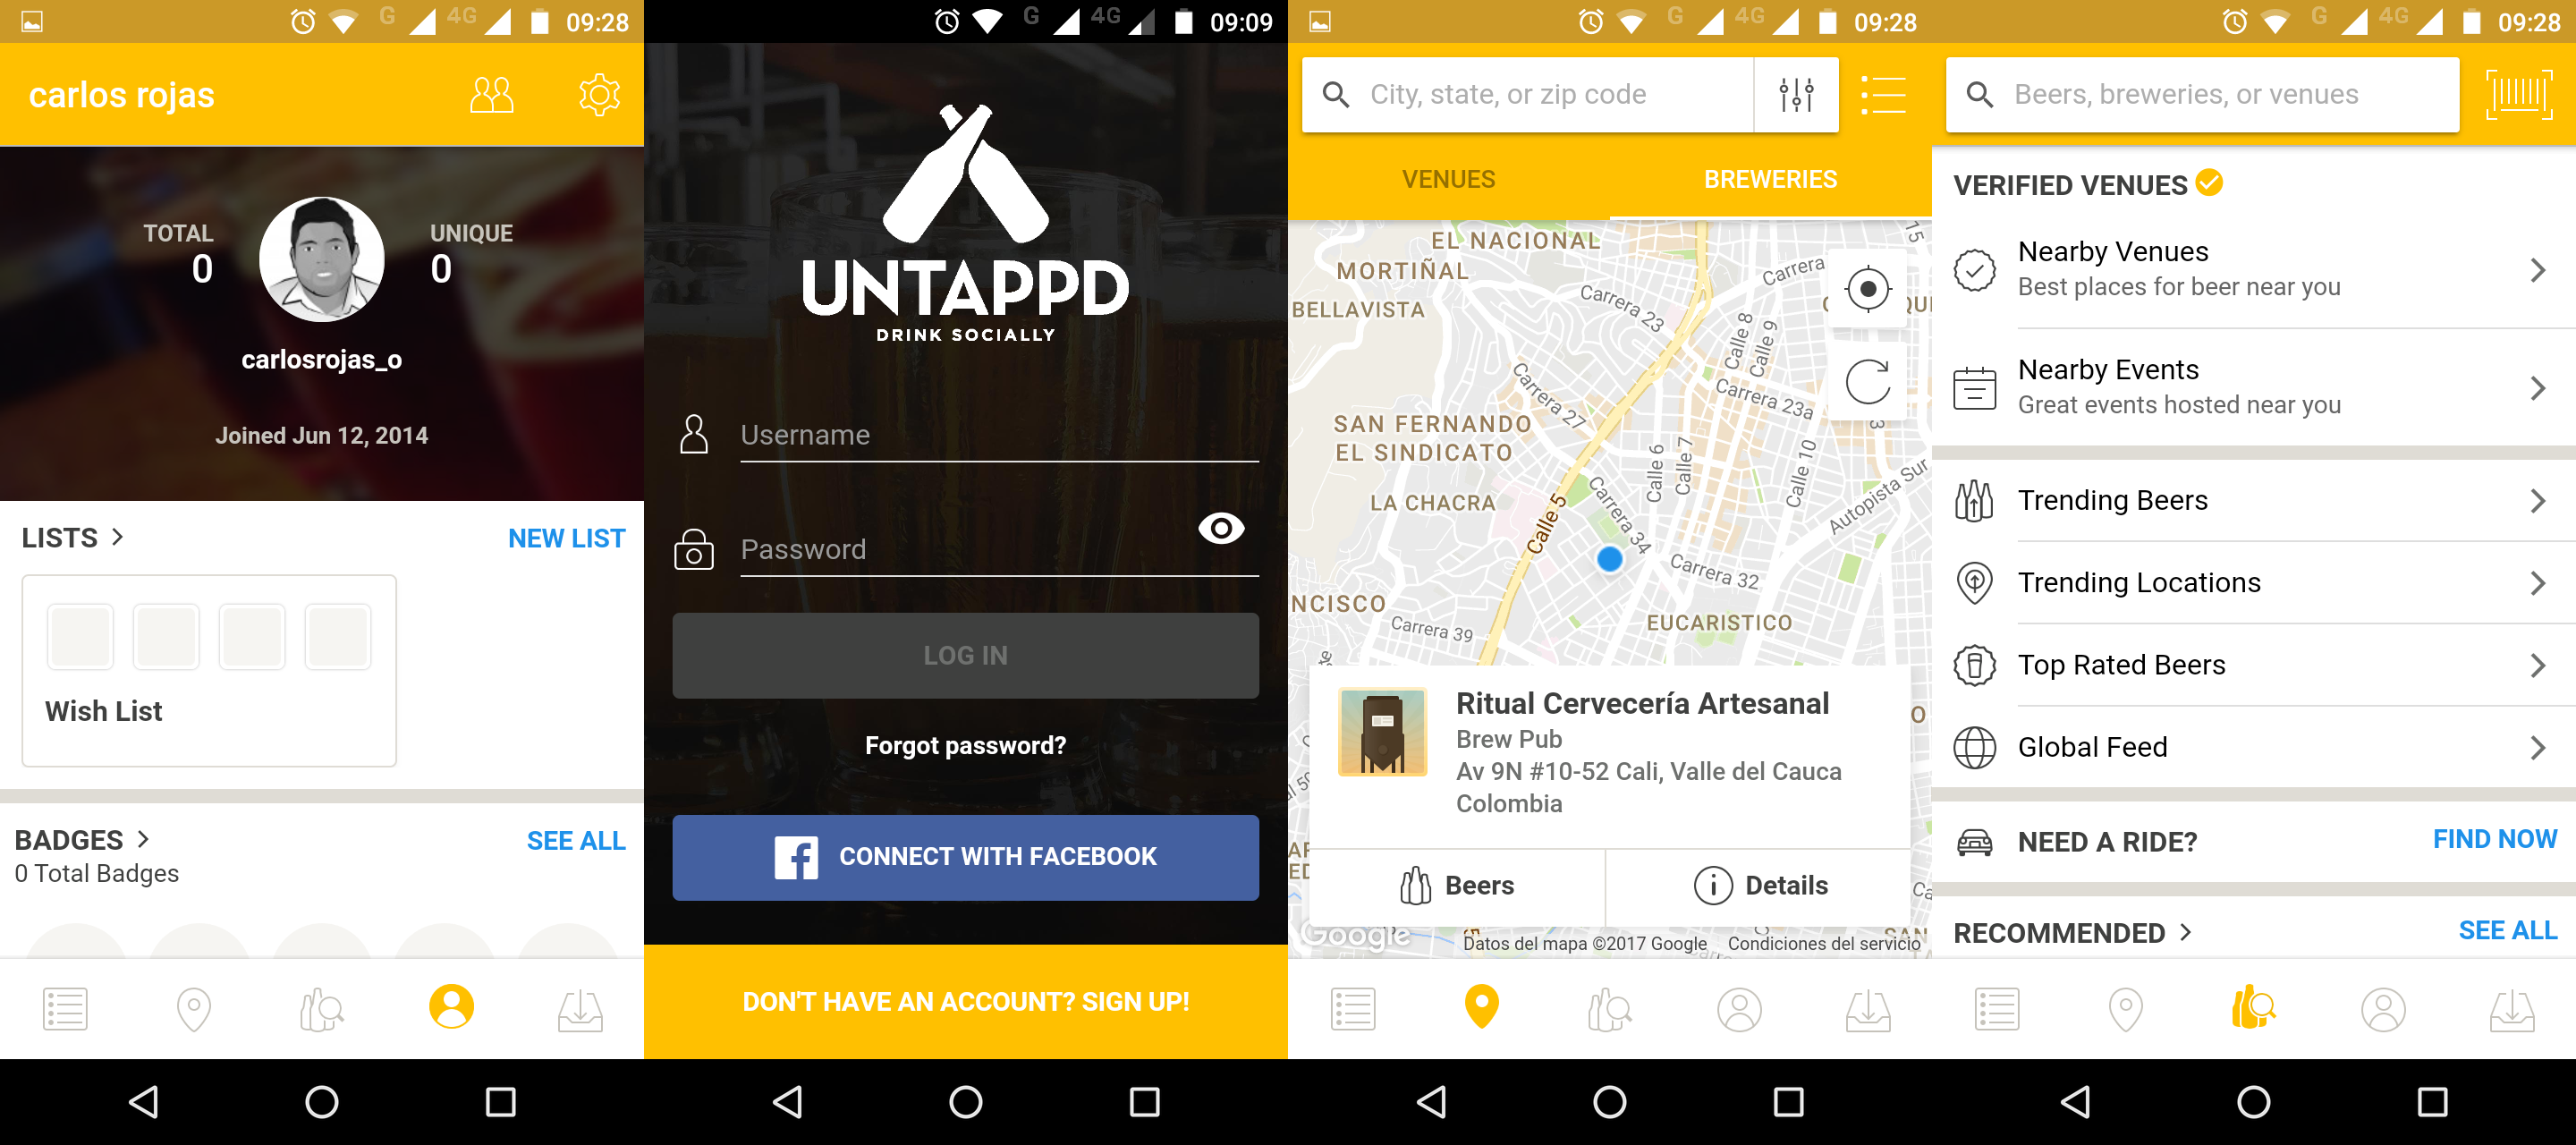 G 4G 09:28
carlos rojas
TOTAL
0
UNIQUE
0
carlosrojas_o
Joined Jun 12, 2014
LISTS
NEW LIST
Wish List
BADGES
SEE ALL
0 Total Badges
G 4G 09:09
UNTAPPD
DRINK SOCIALLY
Username
Password
LOG IN
Forgot password?
CONNECT WITH FACEBOOK
DON'T HAVE AN ACCOUNT? SIGN UP!
G 4G 09:28
City, state, or zip code
VENUES
BREWERIES
EL NACIONAL
15
MORTIÑAL
Carrera
BELLAVISTA
Carrera 23
Calle 8
Calle 9
Carrera 27
Carrera 23a
SAN FERNANDO
EL SINDICATO
Calle 6
Calle 7
Calle 10
Autopista Sur
LA CHACRA
Calle 5
Carrera 34
Carrera 32
NCISCO
Carrera 39
EUCARISTICO
Ritual Cervecería Artesanal
Brew Pub
Av 9N #10-52 Cali, Valle del Cauca
Colombia
Beers
Details
Google
Datos del mapa ©2017 Google
Condiciones del servicio
G 4G 09:28
Beers, breweries, or venues
VERIFIED VENUES
Nearby Venues
Best places for beer near you
Nearby Events
Great events hosted near you
Trending Beers
Trending Locations
Top Rated Beers
Global Feed
NEED A RIDE?
FIND NOW
RECOMMENDED
SEE ALL